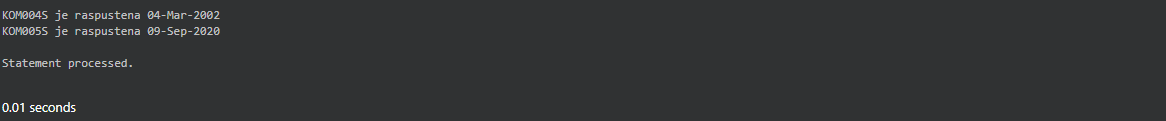 KOM004S je raspustena 04-Mar-2002
KOM005S je raspustena 09-Sep-2020
Statement processed.
0.01 seconds